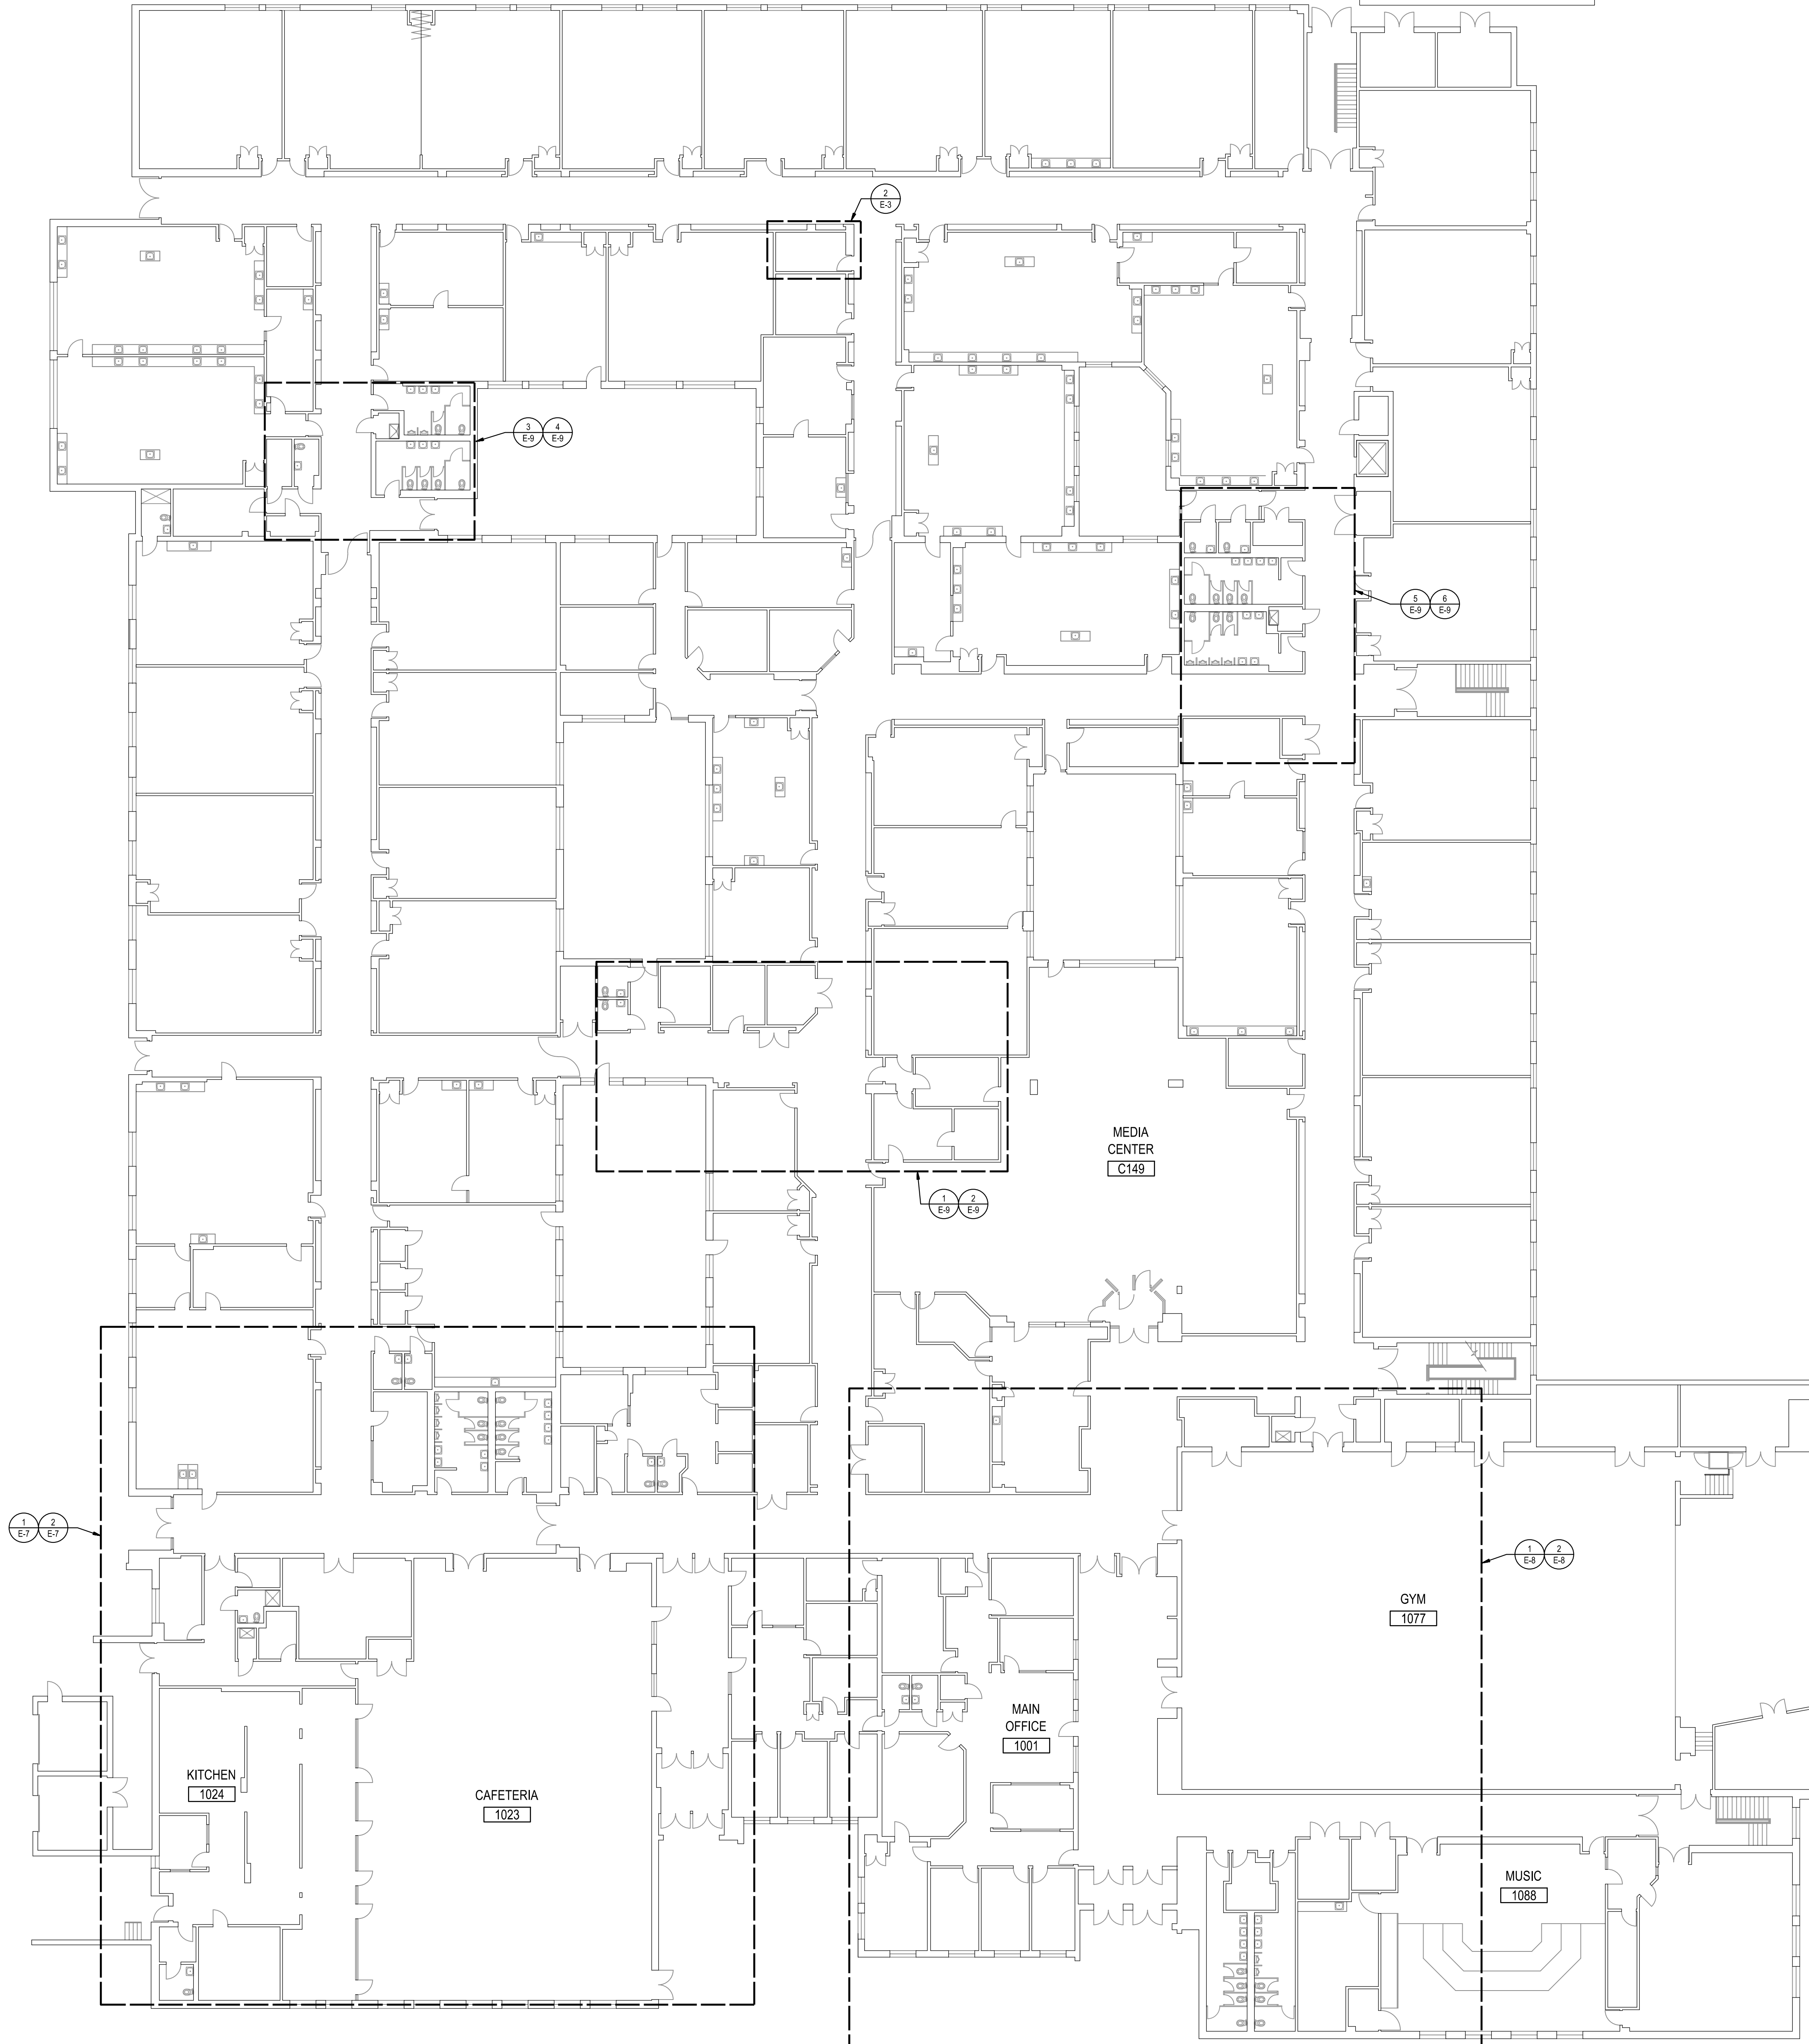 2
E-3
3 4
E-9 E-9
5 6
E-9 E-9
MEDIA
CENTER
C149
1 2
E-9 E-9
1 2
E-7 E-7
1 2
E-8 E-8
GYM
1077
MAIN
OFFICE
1001
KITCHEN
1024
CAFETERIA
1023
MUSIC
1088